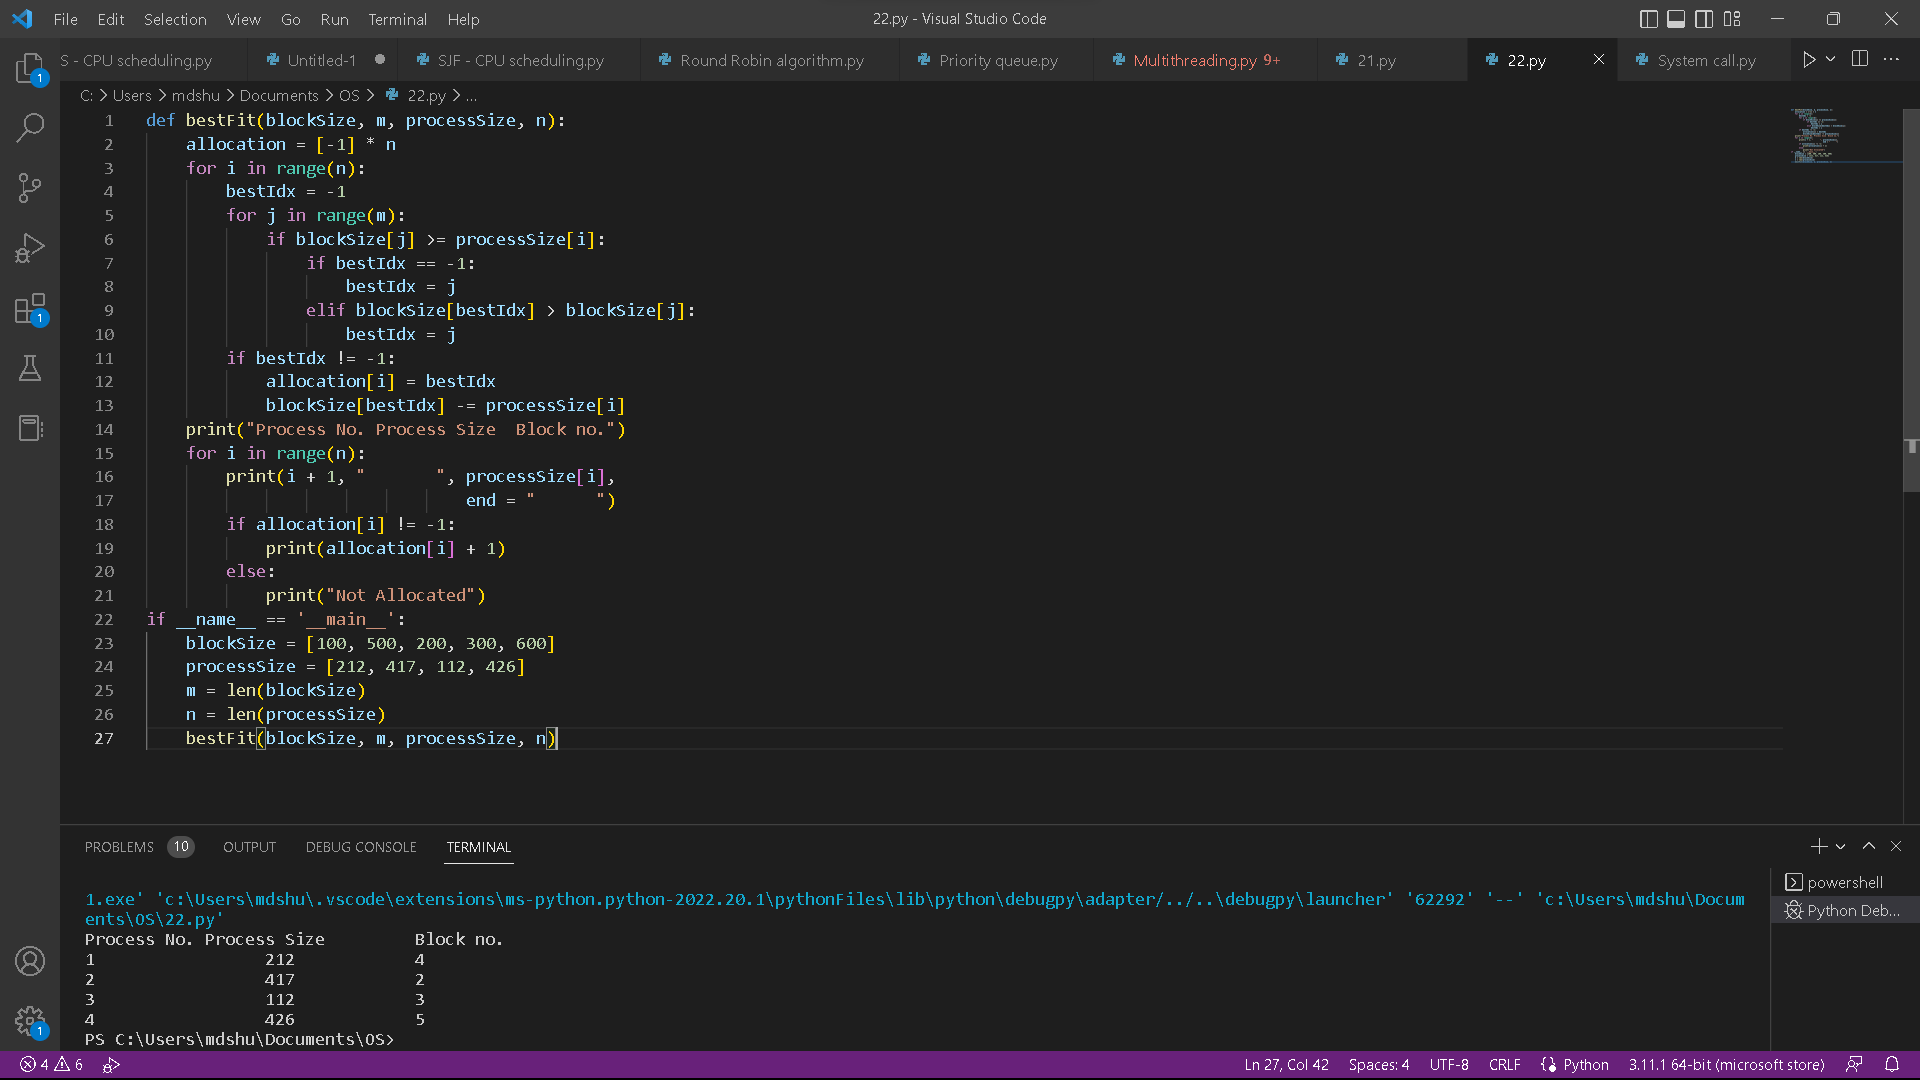 File Edit Selection View Go Run Terminal Help
22.py - Visual Studio Code
S - CPU scheduling.py Untitled-1 SJF - CPU scheduling.py Round Robin algorithm.py Priority queue.py Multithreading.py 9+ 21.py 22.py System call.py
C: > Users > mdshu > Documents > OS > 22.py > ...
1 def bestFit(blockSize, m, processSize, n):
2     allocation = [-1] * n
3     for i in range(n):
4         bestIdx = -1
5         for j in range(m):
6             if blockSize[j] >= processSize[i]:
7                 if bestIdx == -1:
8                     bestIdx = j
9                 elif blockSize[bestIdx] > blockSize[j]:
10                     bestIdx = j
11         if bestIdx != -1:
12             allocation[i] = bestIdx
13             blockSize[bestIdx] -= processSize[i]
14     print("Process No. Process Size  Block no.")
15     for i in range(n):
16         print(i + 1, "       ", processSize[i],
17                                 end = "      ")
18         if allocation[i] != -1:
19             print(allocation[i] + 1)
20         else:
21             print("Not Allocated")
22 if __name__ == '__main__':
23     blockSize = [100, 500, 200, 300, 600]
24     processSize = [212, 417, 112, 426]
25     m = len(blockSize)
26     n = len(processSize)
27     bestFit(blockSize, m, processSize, n)
1
1
1
PROBLEMS 10 OUTPUT DEBUG CONSOLE TERMINAL
1.exe' 'c:\Users\mdshu\.vscode\extensions\ms-python.python-2022.20.1\pythonFiles\lib\python\debugpy\adapter/../..\debugpy\launcher' '62292' '--' 'c:\Users\mdshu\Docum
ents\OS\22.py'
Process No. Process Size         Block no.
1                 212            4
2                 417            2
3                 112            3
4                 426            5
PS C:\Users\mdshu\Documents\OS>
powershell
Python Deb...
4 6 Ln 27, Col 42 Spaces: 4 UTF-8 CRLF Python 3.11.1 64-bit (microsoft store)